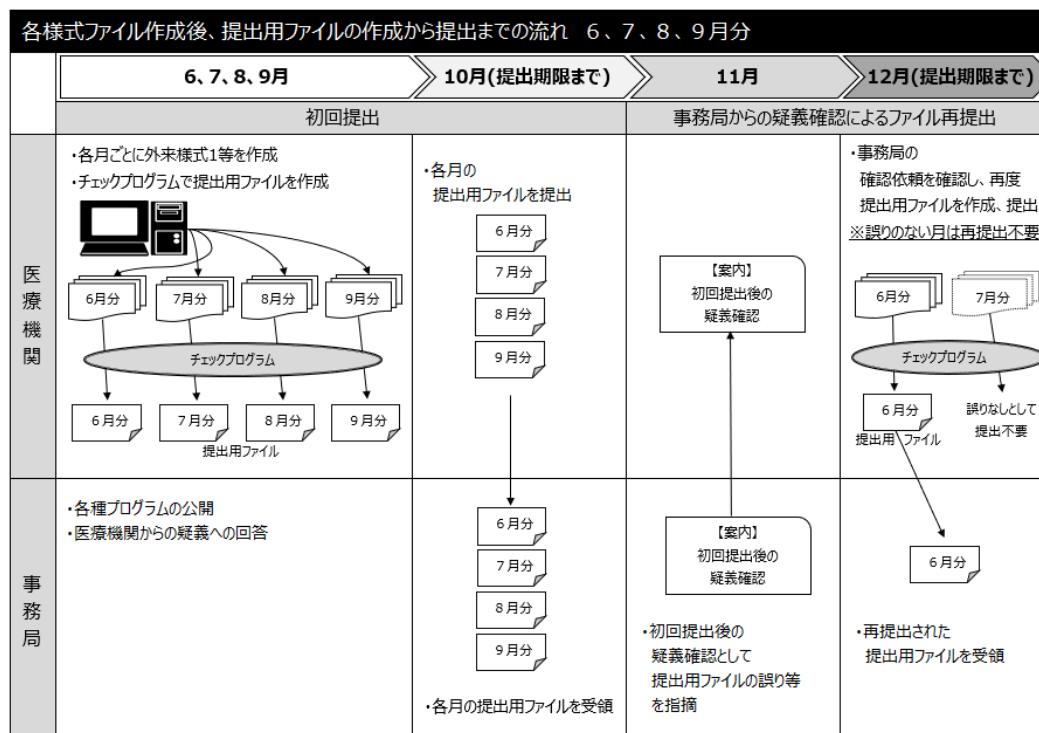 各様式ファイル作成後、提出用ファイルの作成から提出までの流れ 6、7、8、9月分
6、7、8、9月
10月(提出期限まで)
11月
12月(提出期限まで)
初回提出
事務局からの疑義確認によるファイル再提出
医療機関
・各月ごとに外来様式1等を作成
・チェックプログラムで提出用ファイルを作成
6月分
7月分
8月分
9月分
チェックプログラム
6月分
7月分
8月分
9月分
提出用ファイル
・各月の
提出用ファイルを提出
6月分
7月分
8月分
9月分
【案内】
初回提出後の
疑義確認
・事務局の
確認依頼を確認し、再度
提出用ファイルを作成、提出
※誤りのない月は再提出不要
6月分
7月分
チェックプログラム
6月分
提出用 ファイル
誤りなしとして
提出不要
事務局
・各種プログラムの公開
・医療機関からの疑義への回答
6月分
7月分
8月分
9月分
・各月の提出用ファイルを受領
【案内】
初回提出後の
疑義確認
・初回提出後の
疑義確認として
提出用ファイルの誤り等
を指摘
6月分
・再提出された
提出用ファイルを受領